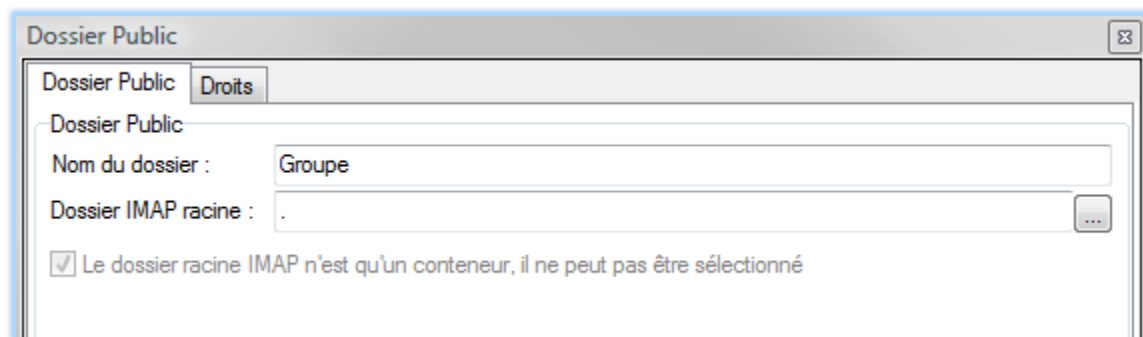 Dossier Public
Dossier Public Droits
Dossier Public
Nom du dossier : Groupe
Dossier IMAP racine : . ...
Le dossier racine IMAP n'est qu'un conteneur, il ne peut pas être sélectionné